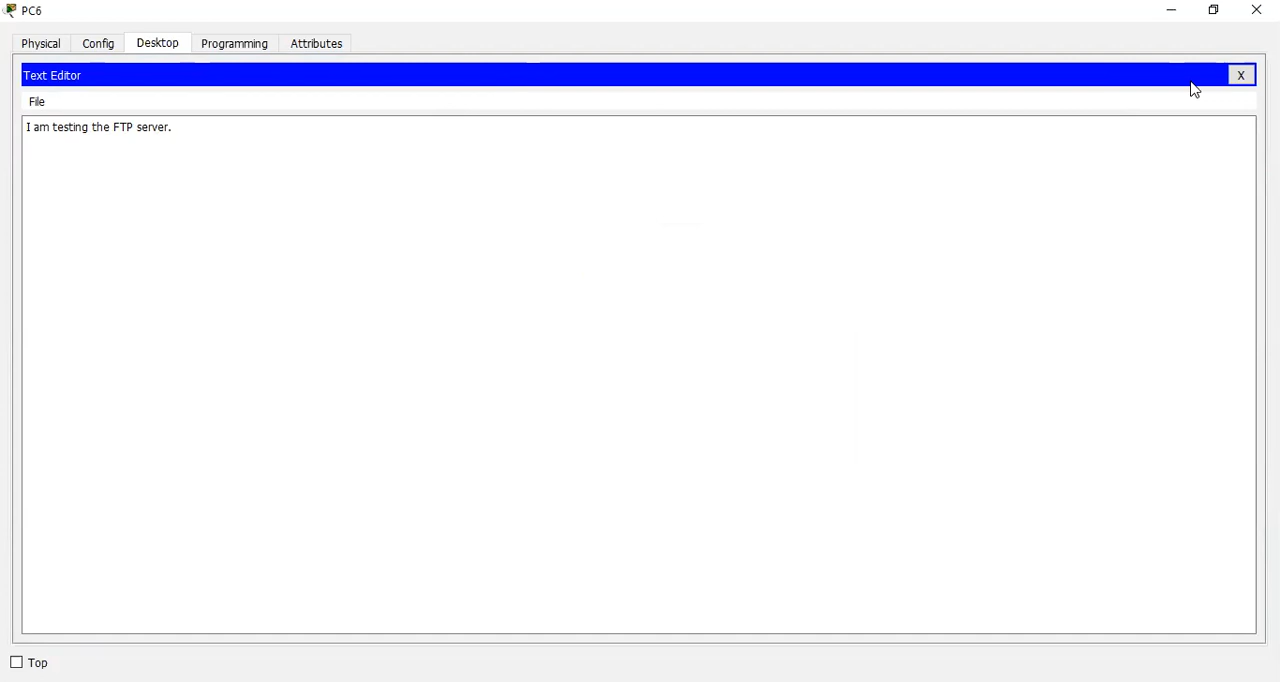 PC6
Physical Config Desktop Programming Attributes
Text Editor X
File
I am testing the FTP server.
Top